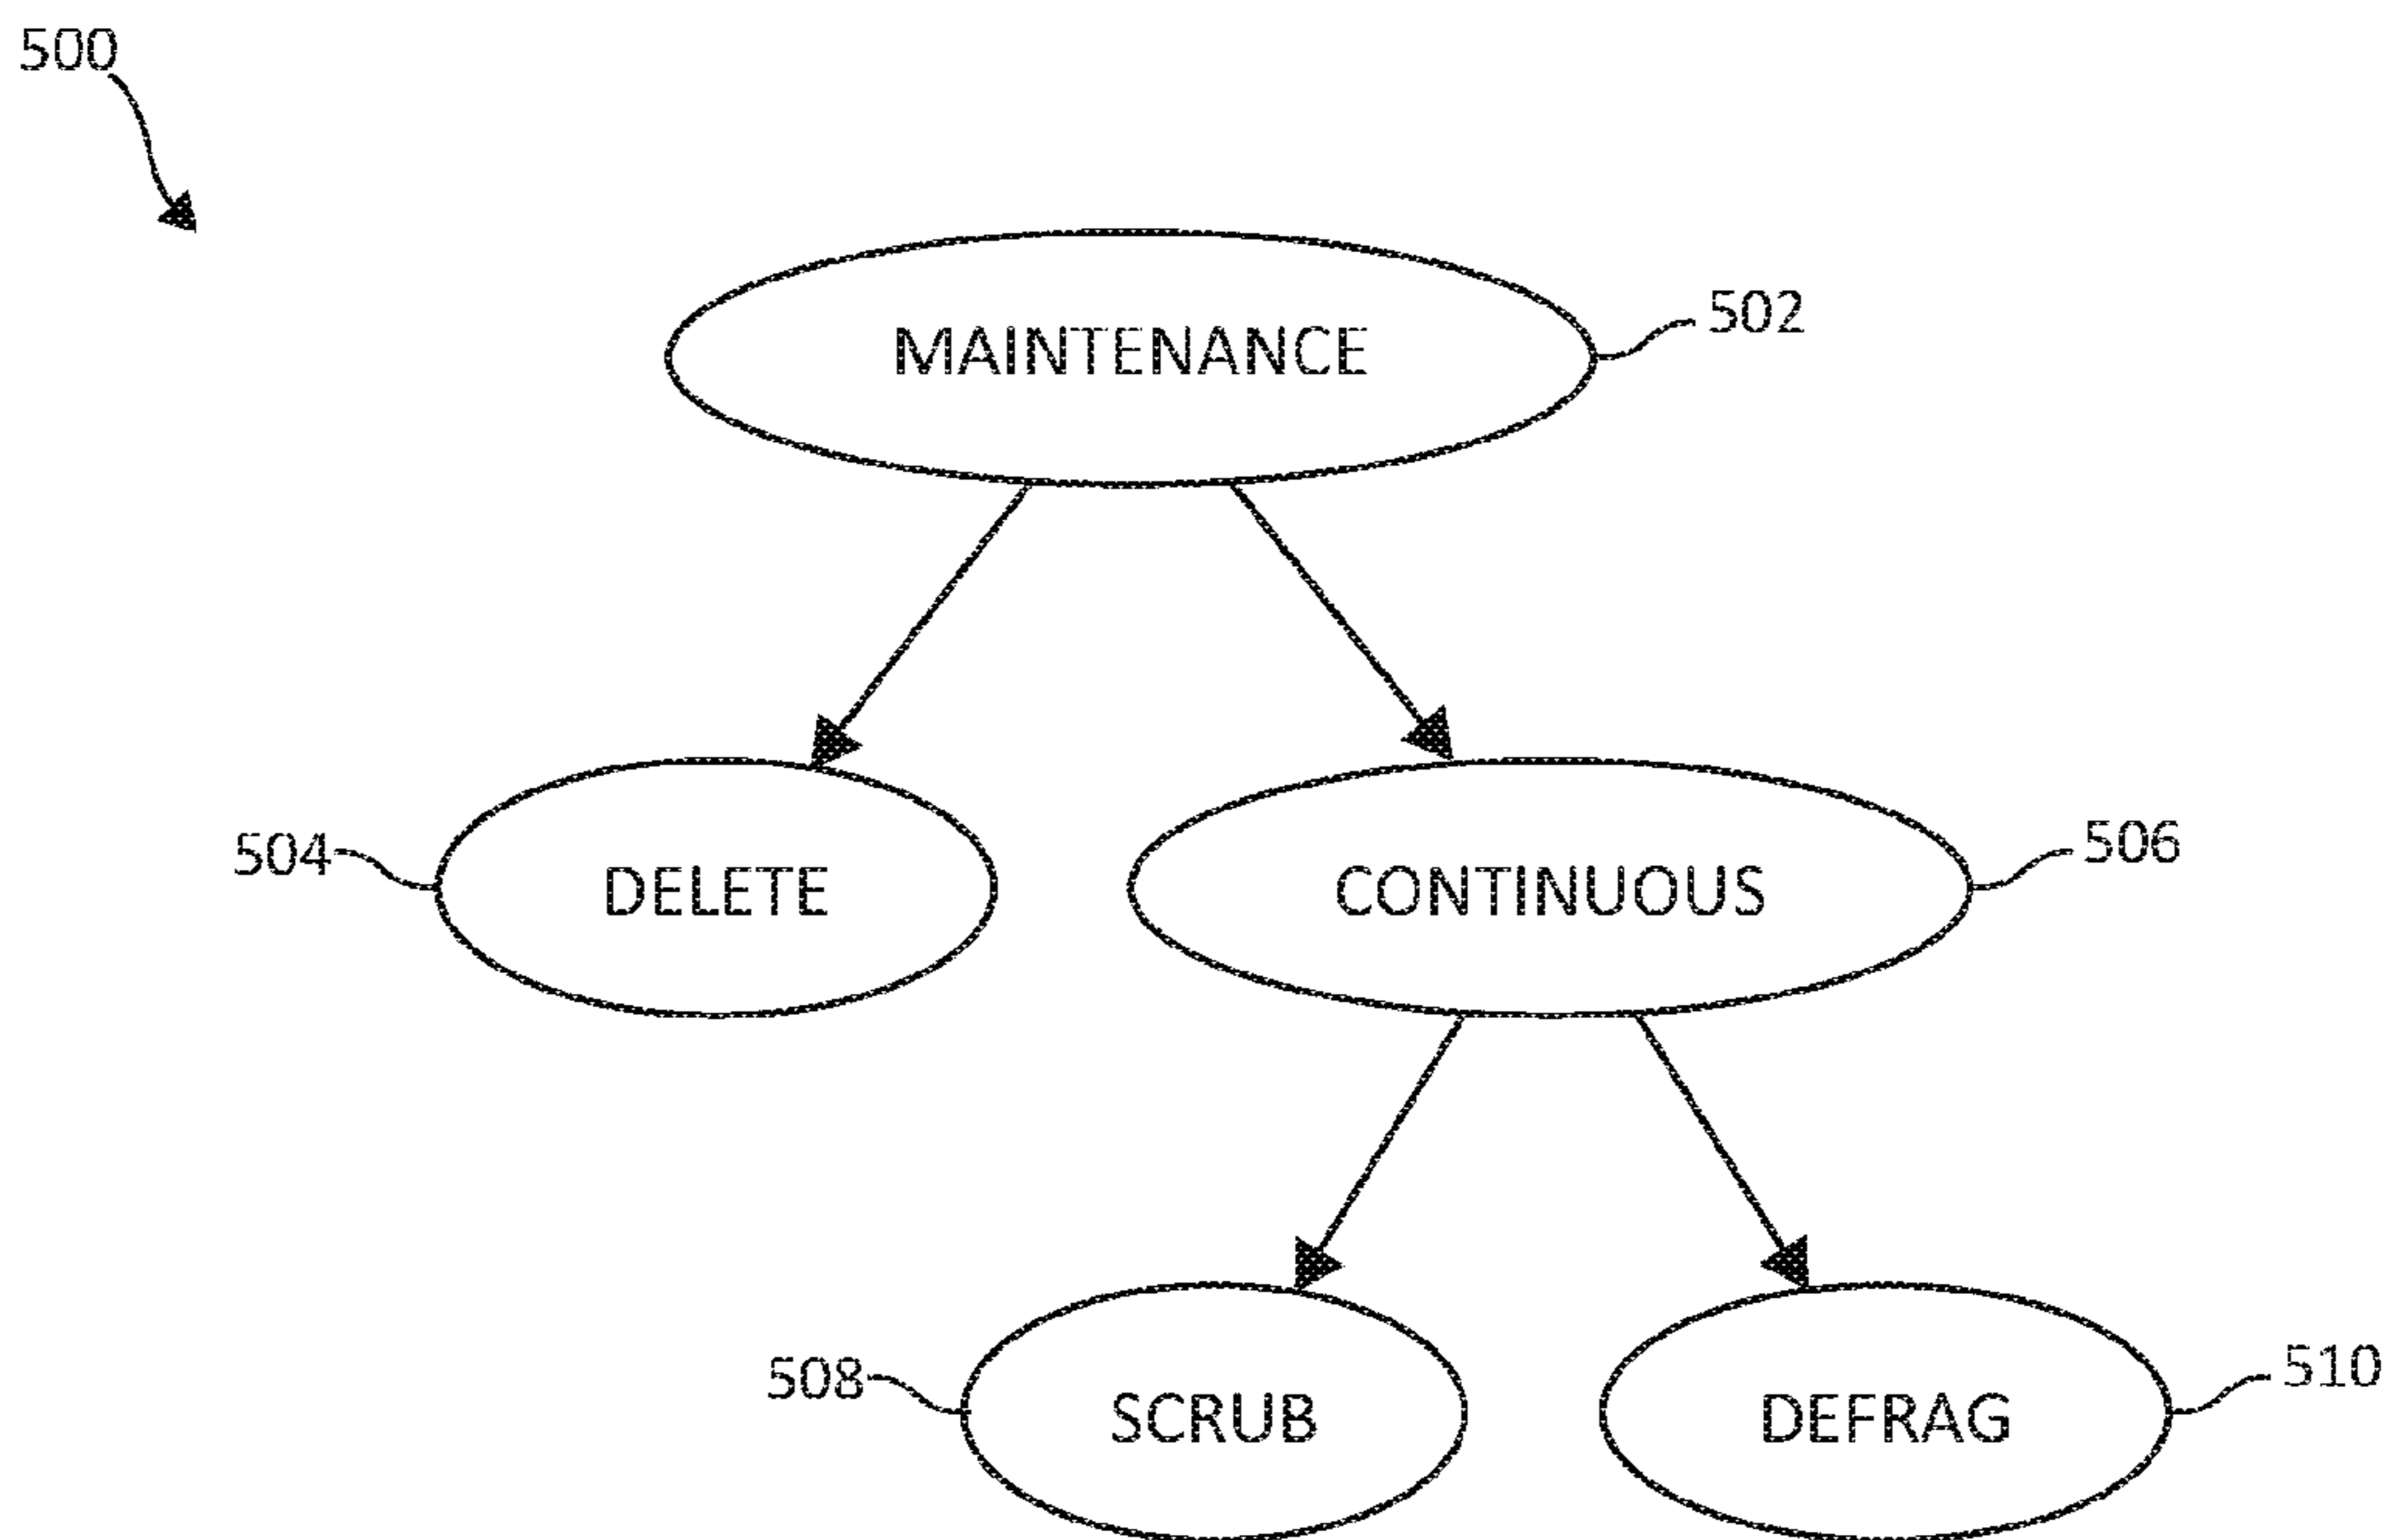 500
MAINTENANCE
502
504
DELETE
CONTINUOUS
506
508
SCRUB
DEFRAG
510